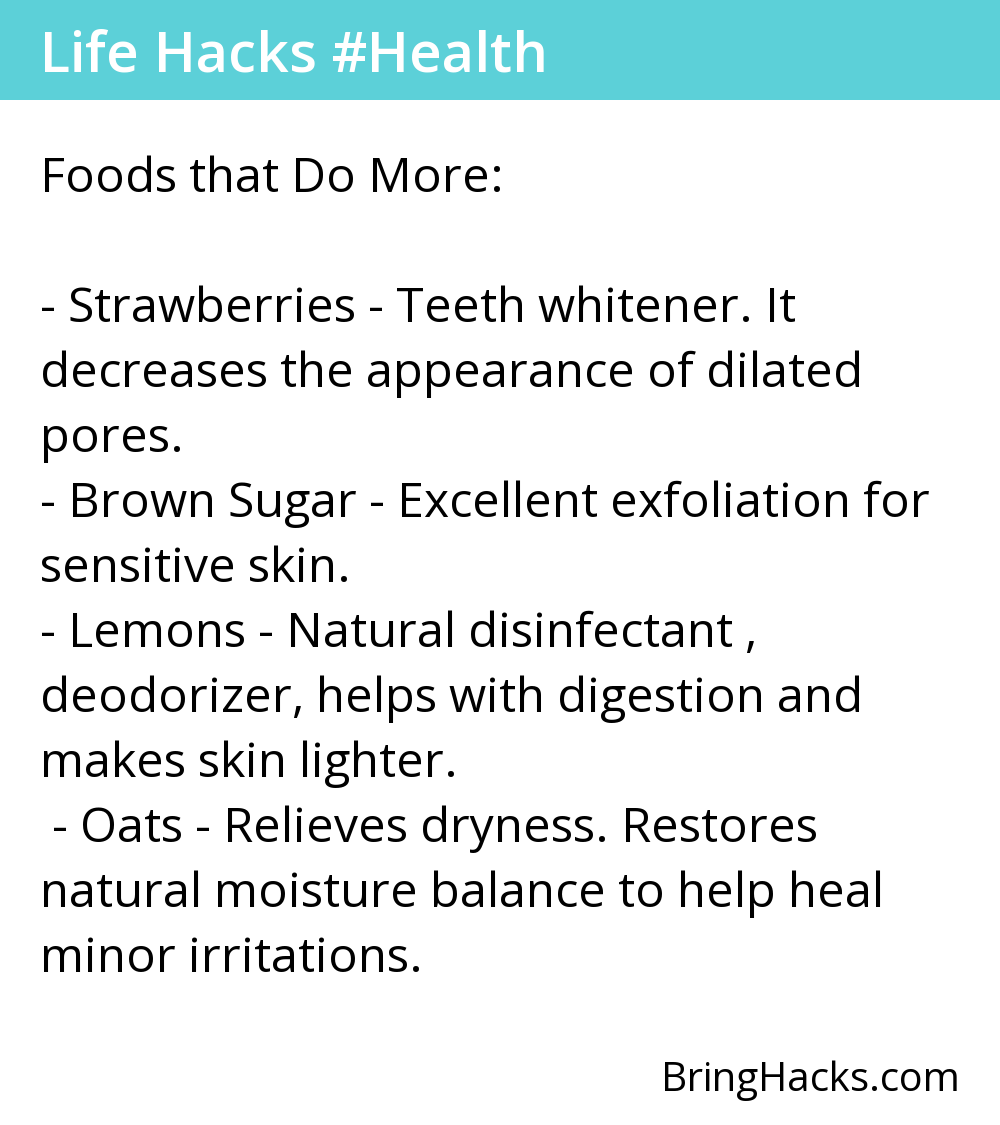 Life Hacks #Health
Foods that Do More:
- Strawberries - Teeth whitener. It
decreases the appearance of dilated
pores.
- Brown Sugar - Excellent exfoliation for
sensitive skin.
- Lemons - Natural disinfectant ,
deodorizer, helps with digestion and
makes skin lighter.
- Oats - Relieves dryness. Restores
natural moisture balance to help heal
minor irritations.
BringHacks.com